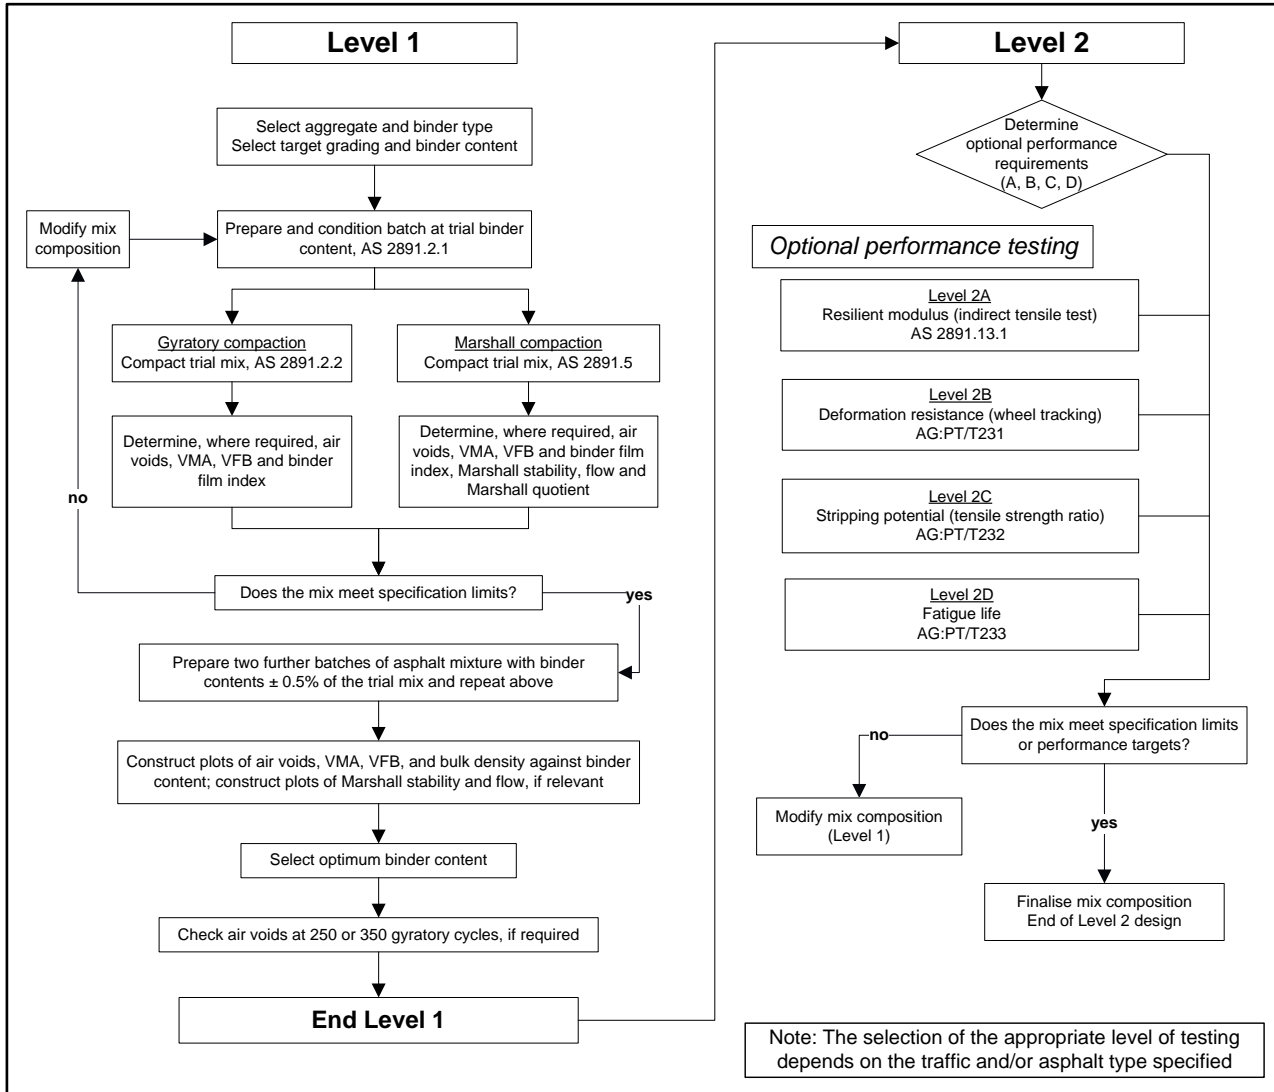 Level 1
Select aggregate and binder type
Select target grading and binder content
Modify mix
composition
Prepare and condition batch at trial binder
content, AS 2891.2.1
Gyratory compaction
Compact trial mix, AS 2891.2.2
Marshall compaction
Compact trial mix, AS 2891.5
Determine, where required, air
voids, VMA, VFB and binder
film index
Determine, where required, air
voids, VMA, VFB and binder film
index, Marshall stability, flow and
Marshall quotient
no
Does the mix meet specification limits?
yes
Prepare two further batches of asphalt mixture with binder
contents ± 0.5% of the trial mix and repeat above
Construct plots of air voids, VMA, VFB, and bulk density against binder
content; construct plots of Marshall stability and flow, if relevant
Select optimum binder content
Check air voids at 250 or 350 gyratory cycles, if required
End Level 1
Level 2
Determine
optional performance
requirements
(A, B, C, D)
Optional performance testing
Level 2A
Resilient modulus (indirect tensile test)
AS 2891.13.1
Level 2B
Deformation resistance (wheel tracking)
AG:PT/T231
Level 2C
Stripping potential (tensile strength ratio)
AG:PT/T232
Level 2D
Fatigue life
AG:PT/T233
Does the mix meet specification limits
or performance targets?
no
Modify mix composition
(Level 1)
yes
Finalise mix composition
End of Level 2 design
Note: The selection of the appropriate level of testing
depends on the traffic and/or asphalt type specified